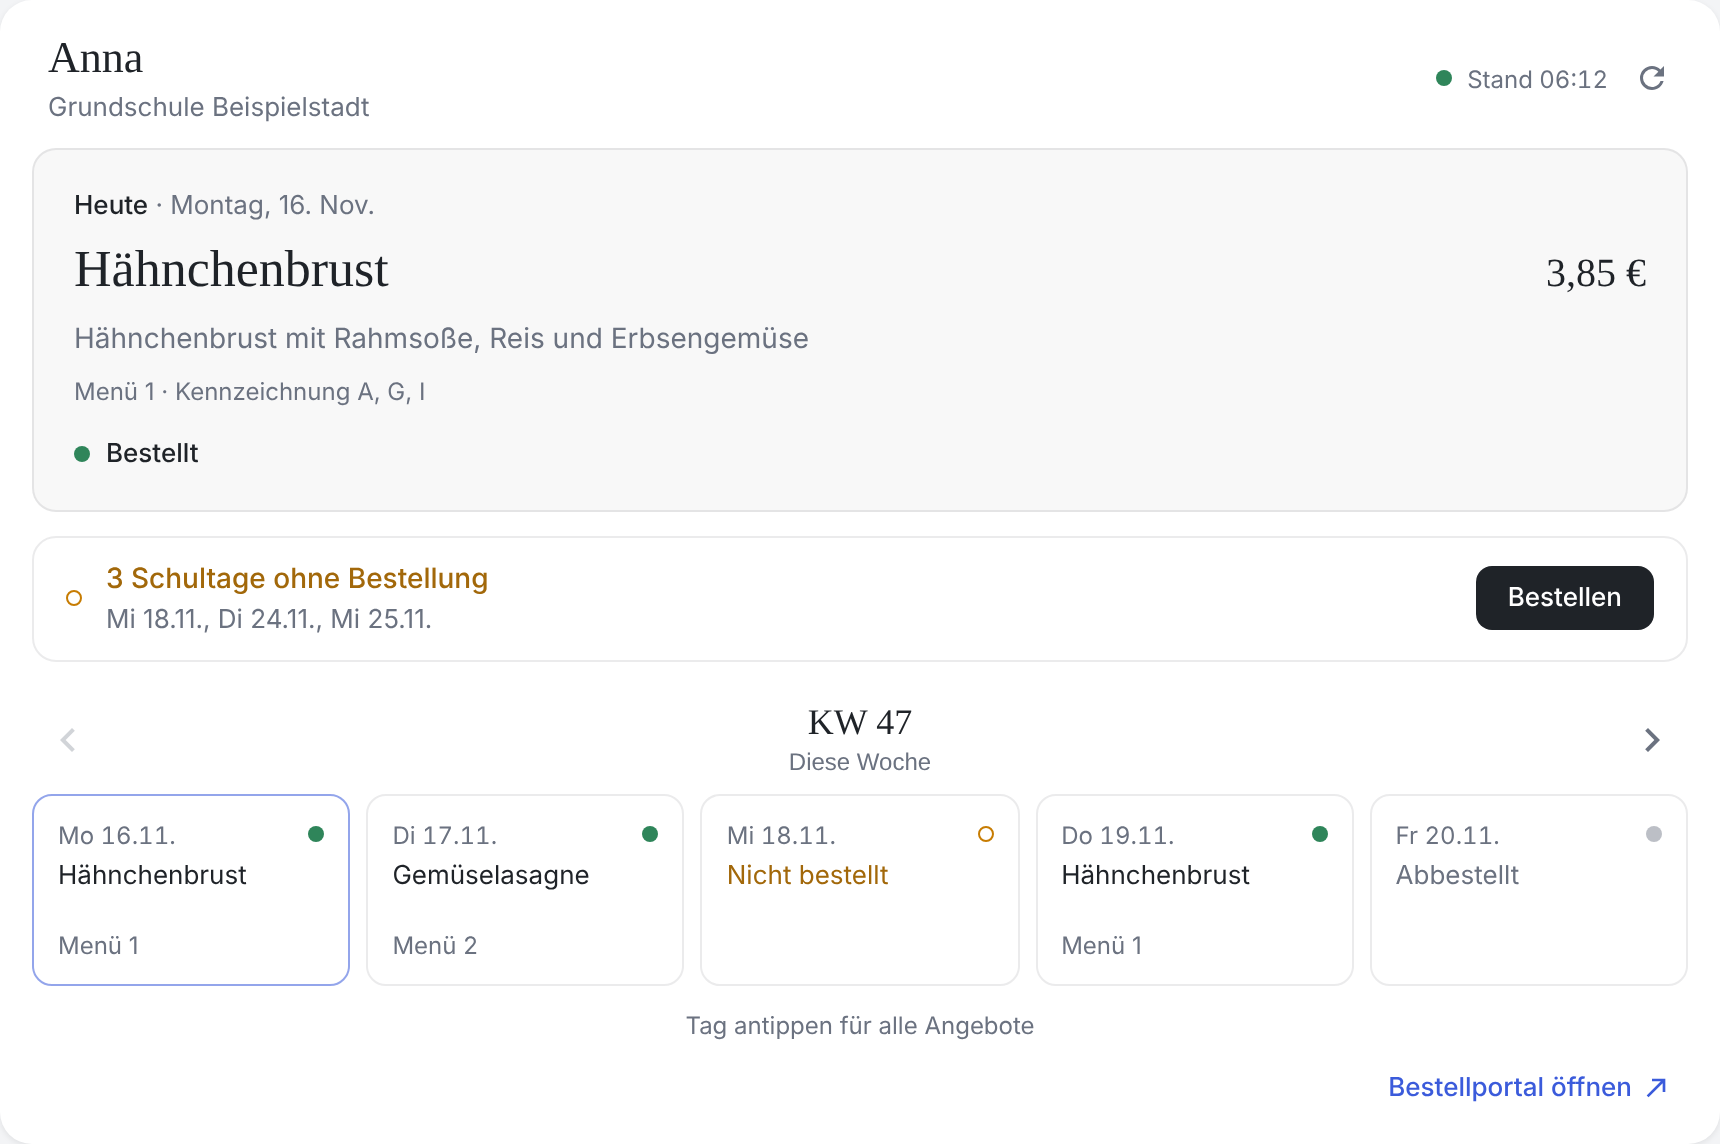 Anna
Grundschule Beispielstadt
Stand 06:12
Heute · Montag, 16. Nov.
Hähnchenbrust
3,85 €
Hähnchenbrust mit Rahmsoße, Reis und Erbsengemüse
Menü 1 · Kennzeichnung A, G, I
Bestellt
3 Schultage ohne Bestellung
Mi 18.11., Di 24.11., Mi 25.11.
Bestellen
KW 47
Diese Woche
Mo 16.11.
Hähnchenbrust
Menü 1
Di 17.11.
Gemüselasagne
Menü 2
Mi 18.11.
Nicht bestellt
Do 19.11.
Hähnchenbrust
Menü 1
Fr 20.11.
Abbestellt
Tag antippen für alle Angebote
Bestellportal öffnen